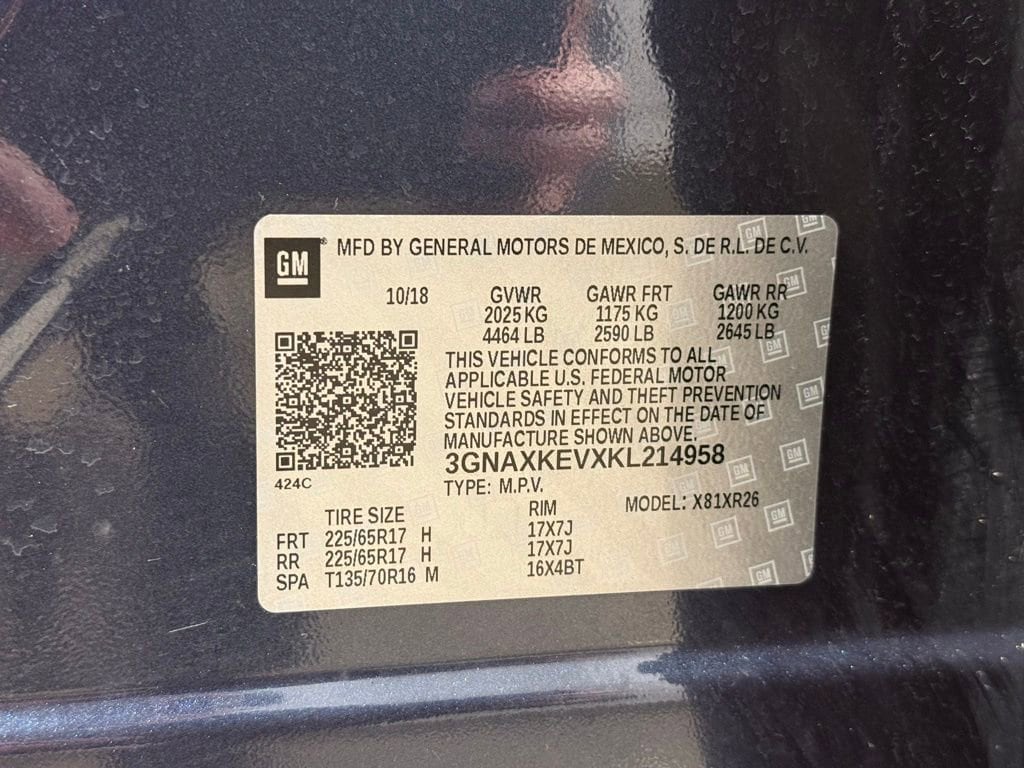 GM
MFD BY GENERAL MOTORS DE MEXICO, S. DE R.L. DE C.V.
10/18 GVWR GAWR FRT GAWR RR
2025 KG 1175 KG 1200 KG
4464 LB 2590 LB 2645 LB
THIS VEHICLE CONFORMS TO ALL
APPLICABLE U.S. FEDERAL MOTOR
VEHICLE SAFETY AND THEFT PREVENTION
STANDARDS IN EFFECT ON THE DATE OF
MANUFACTURE SHOWN ABOVE.
424C
3GNAXKEVXKL214958
TYPE: M.P.V. MODEL: X81XR26
TIRE SIZE RIM
FRT 225/65R17 H 17X7J
RR 225/65R17 H 17X7J
SPA T135/70R16 M 16X4BT